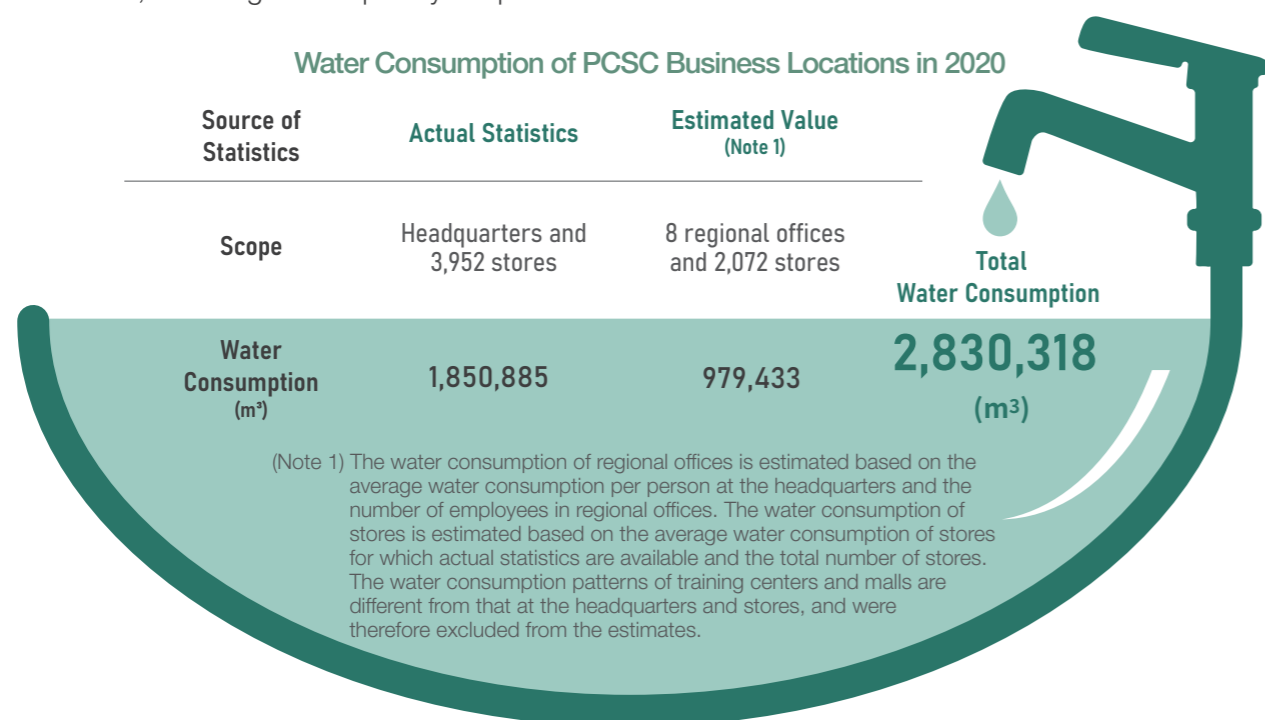 Water Consumption of PCSC Business Locations in 2020
Source of
Statistics
Actual Statistics
Estimated Value
(Note 1)
Scope
Headquarters and
3,952 stores
8 regional offices
and 2,072 stores
Total
Water Consumption
Water
Consumption
(m³)
1,850,885
979,433
2,830,318
(m³)
(Note 1) The water consumption of regional offices is estimated based on the
average water consumption per person at the headquarters and the
number of employees in regional offices. The water consumption of
stores is estimated based on the average water consumption of stores
for which actual statistics are available and the total number of stores.
The water consumption patterns of training centers and malls are
different from that at the headquarters and stores, and were
therefore excluded from the estimates.